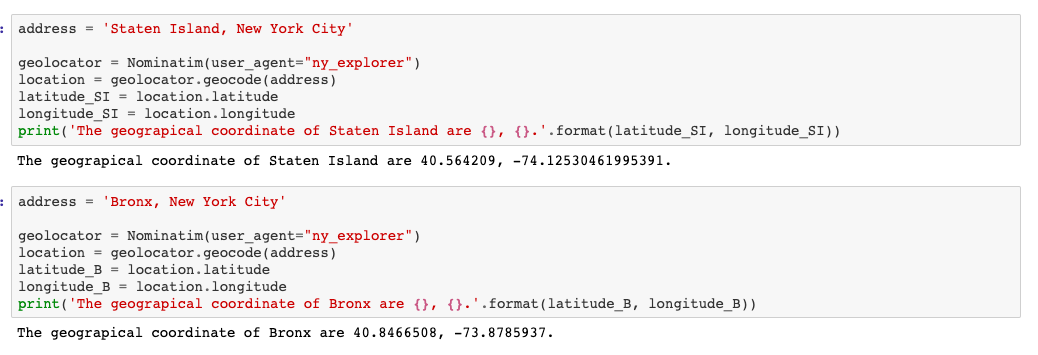 address = 'Staten Island, New York City'
geolocator = Nominatim(user_agent="ny_explorer")
location = geolocator.geocode(address)
latitude_SI = location.latitude
longitude_SI = location.longitude
print('The geograpical coordinate of Staten Island are {}, {}.'.format(latitude_SI, longitude_SI))
The geograpical coordinate of Staten Island are 40.564209, -74.12530461995391.
address = 'Bronx, New York City'
geolocator = Nominatim(user_agent="ny_explorer")
location = geolocator.geocode(address)
latitude_B = location.latitude
longitude_B = location.longitude
print('The geograpical coordinate of Bronx are {}, {}.'.format(latitude_B, longitude_B))
The geograpical coordinate of Bronx are 40.8466508, -73.8785937.